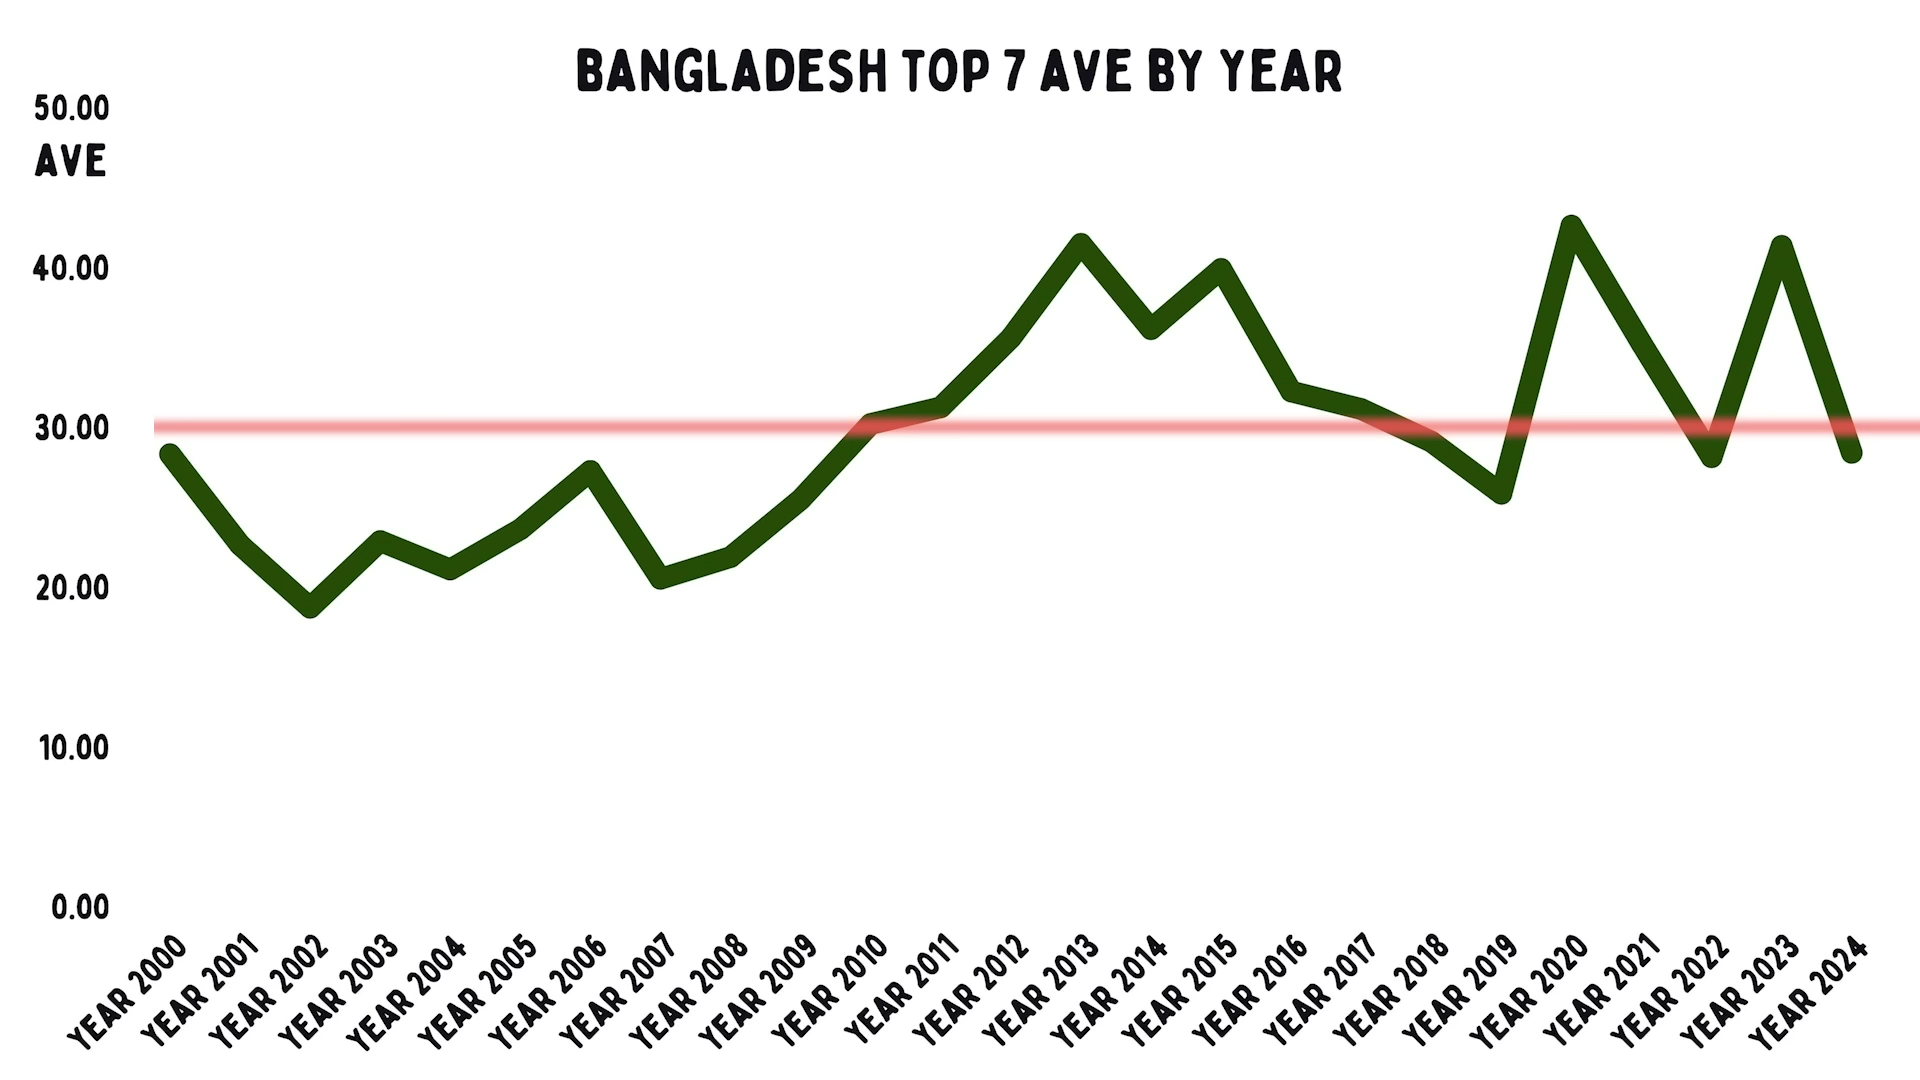 BANGLADESH TOP 7 AVE BY YEAR
50.00
AVE
40.00
30.00
20.00
10.00
0.00
YEAR 2000
YEAR 2001
YEAR 2002
YEAR 2003
YEAR 2004
YEAR 2005
YEAR 2006
YEAR 2007
YEAR 2008
YEAR 2009
YEAR 2010
YEAR 2011
YEAR 2012
YEAR 2013
YEAR 2014
YEAR 2015
YEAR 2016
YEAR 2017
YEAR 2018
YEAR 2019
YEAR 2020
YEAR 2021
YEAR 2022
YEAR 2023
YEAR 2024